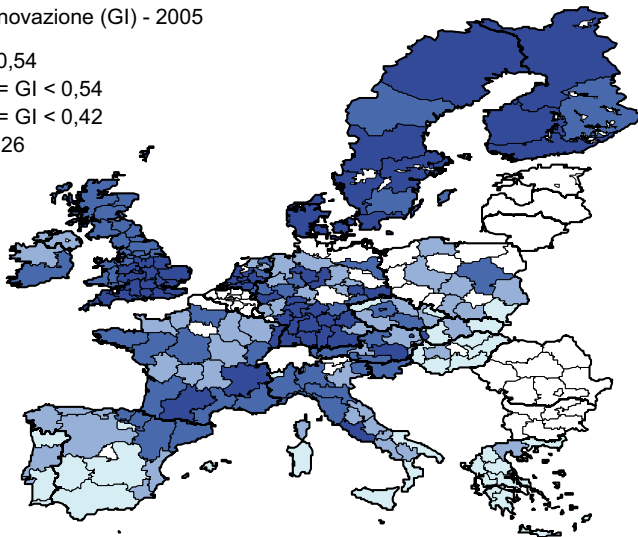 novazione (GI) - 2005
0,54
= GI < 0,54
= GI < 0,42
26